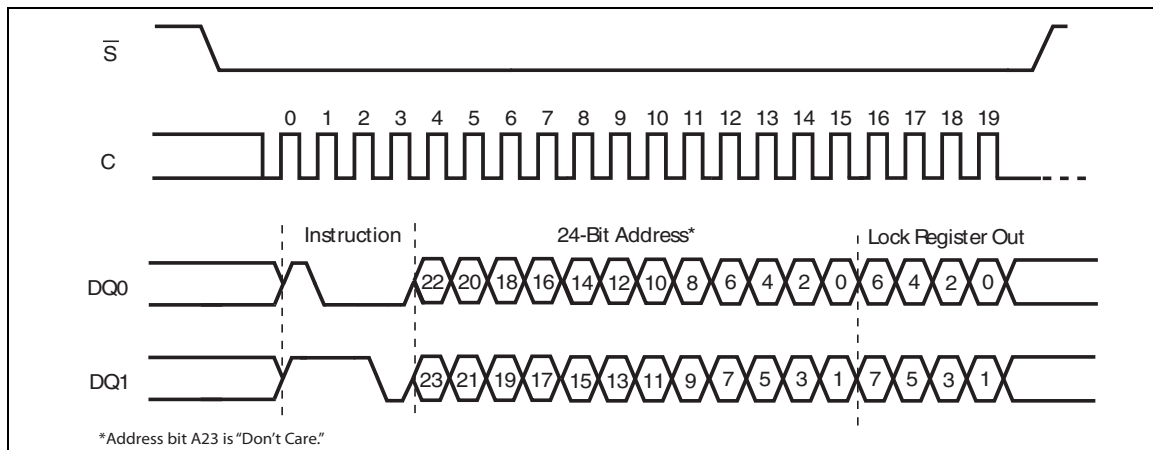 S
0 1 2 3 4 5 6 7 8 9 10 11 12 13 14 15 16 17 18 19
C
Instruction 24-Bit Address* Lock Register Out
DQ0 22 20 18 16 14 12 10 8 6 4 2 0 6 4 2 0
DQ1 23 21 19 17 15 13 11 9 7 5 3 1 7 5 3 1
*Address bit A23 is “Don’t Care.”